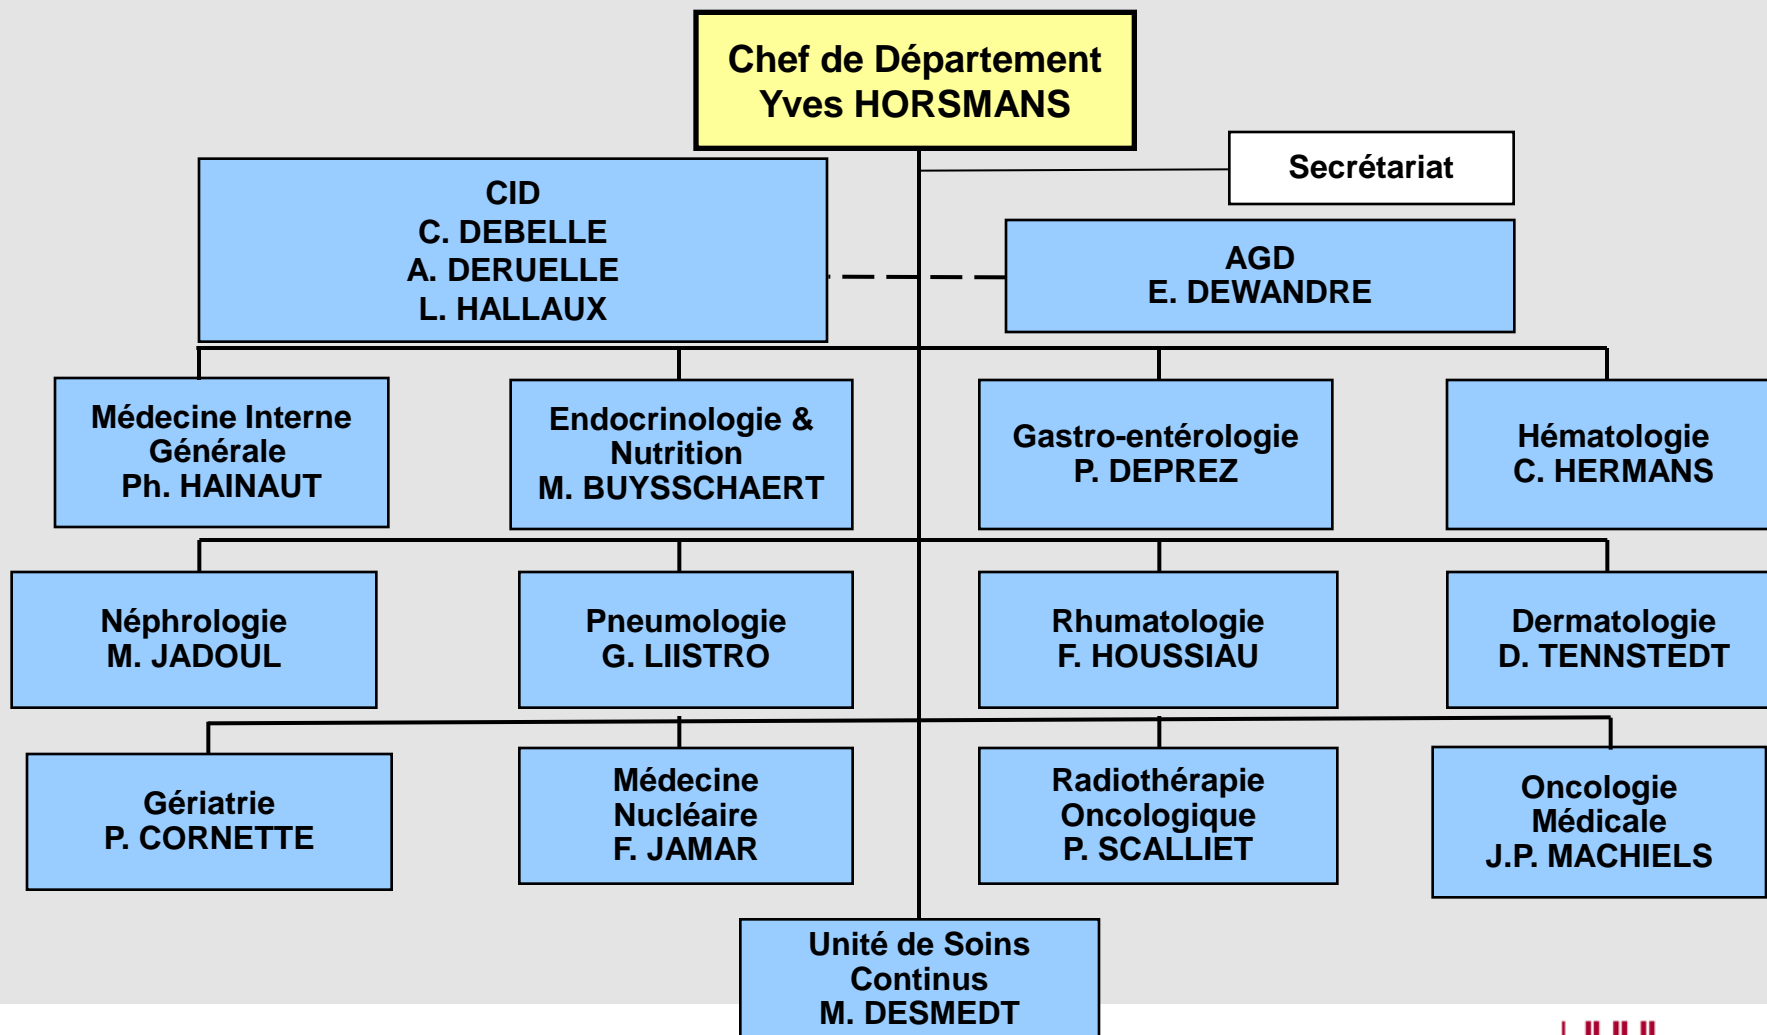 Chef de Département
Yves HORSMANS
Secrétariat
CID
C. DEBELLE
A. DERUELLE
L. HALLAUX
AGD
E. DEWANDRE
Médecine Interne
Générale
Ph. HAINAUT
Endocrinologie &
Nutrition
M. BUYSSCHAERT
Gastro-entérologie
P. DEPREZ
Hématologie
C. HERMANS
Néphrologie
M. JADOUL
Pneumologie
G. LIISTRO
Rhumatologie
F. HOUSSIAU
Dermatologie
D. TENNSTEDT
Gériatrie
P. CORNETTE
Médecine
Nucléaire
F. JAMAR
Radiothérapie
Oncologique
P. SCALLIET
Oncologie
Médicale
J.P. MACHIELS
Unité de Soins
Continus
M. DESMEDT